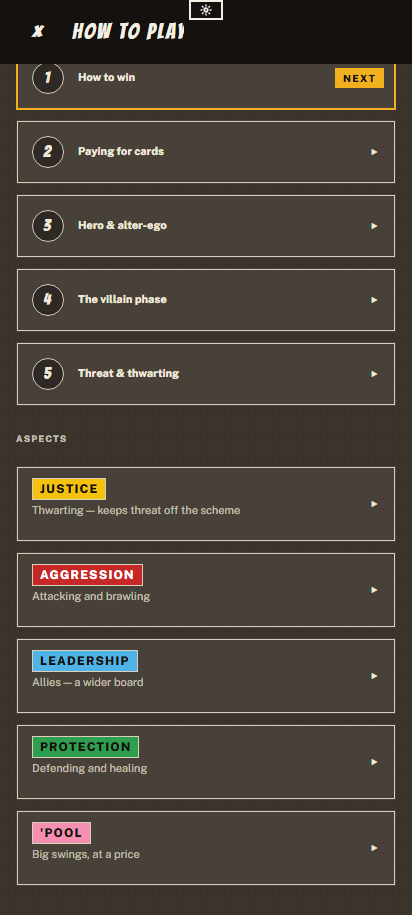 X HOW TO PLAY
1 How to win NEXT
2 Paying for cards
3 Hero & alter-ego
4 The villain phase
5 Threat & thwarting
ASPECTS
JUSTICE
Thwarting — keeps threat off the scheme
AGGRESSION
Attacking and brawling
LEADERSHIP
Allies — a wider board
PROTECTION
Defending and healing
'POOL
Big swings, at a price